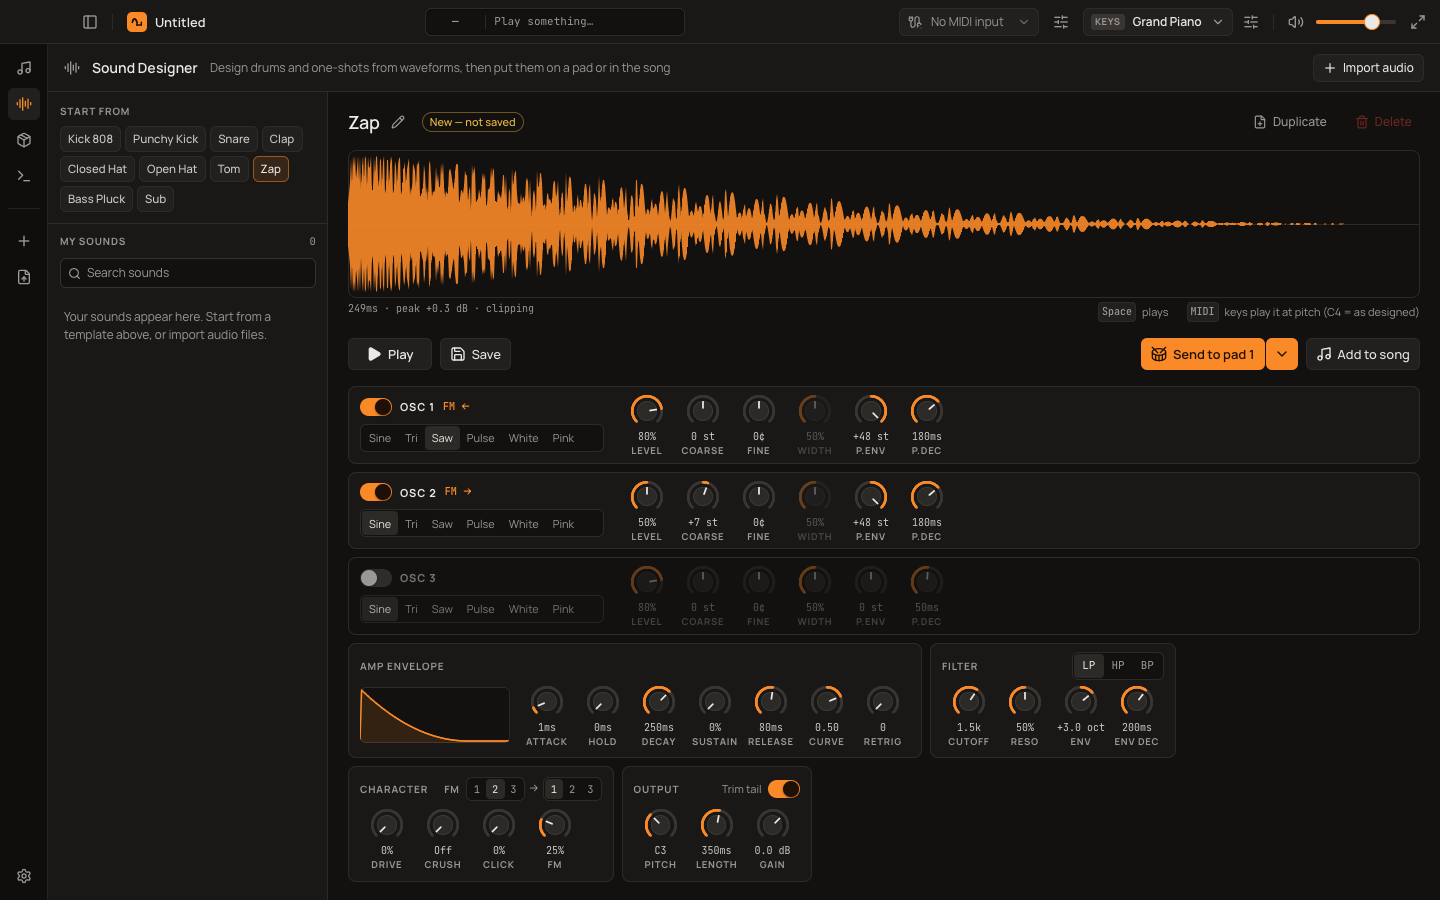 Untitled
– Play something…
No MIDI input
KEYS Grand Piano
Sound Designer Design drums and one-shots from waveforms, then put them on a pad or in the song
Import audio
START FROM
Kick 808 Punchy Kick Snare Clap
Closed Hat Open Hat Tom Zap
Bass Pluck Sub
MY SOUNDS 0
Search sounds
Your sounds appear here. Start from a
template above, or import audio files.
Zap New — not saved
Duplicate Delete
249ms · peak +0.3 dB · clipping
Space plays MIDI keys play it at pitch (C4 = as designed)
Play Save
Send to pad 1 Add to song
OSC 1 FM ←
Sine Tri Saw Pulse White Pink
80% 0 st 0¢ 50% +48 st 180ms
LEVEL COARSE FINE WIDTH P.ENV P.DEC
OSC 2 FM →
Sine Tri Saw Pulse White Pink
50% +7 st 0¢ 50% +48 st 180ms
LEVEL COARSE FINE WIDTH P.ENV P.DEC
OSC 3
Sine Tri Saw Pulse White Pink
80% 0 st 0¢ 50% 0 st 50ms
LEVEL COARSE FINE WIDTH P.ENV P.DEC
AMP ENVELOPE
1ms 0ms 250ms 0% 80ms 0.50 0
ATTACK HOLD DECAY SUSTAIN RELEASE CURVE RETRIG
FILTER LP HP BP
1.5k 50% +3.0 oct 200ms
CUTOFF RESO ENV ENV DEC
CHARACTER FM 1 2 3 → 1 2 3
0% Off 0% 25%
DRIVE CRUSH CLICK FM
OUTPUT Trim tail
C3 350ms 0.0 dB
PITCH LENGTH GAIN